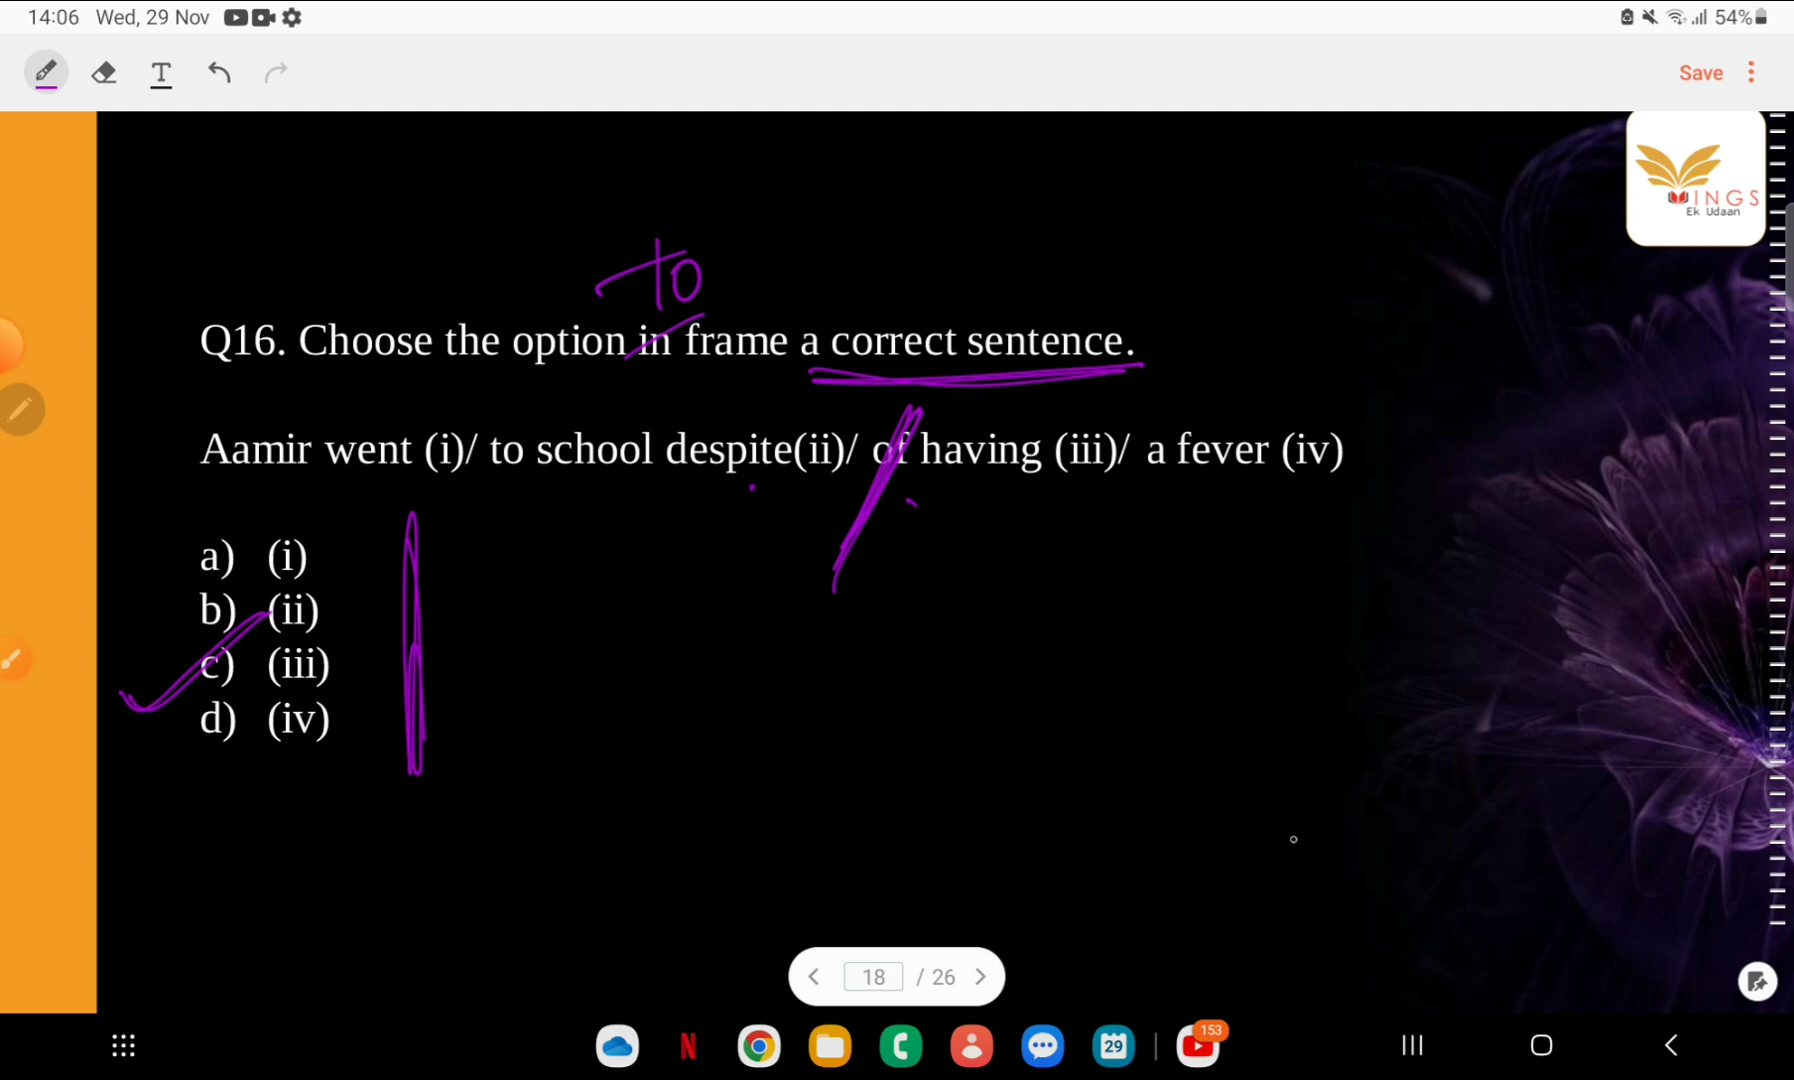 14:06 Wed, 29 Nov
54%
T
Save
WINGS
Ek Udaan
to
Q16. Choose the option in frame a correct sentence.
Aamir went (i)/ to school despite(ii)/ of having (iii)/ a fever (iv)
a) (i)
b) (ii)
c) (iii)
d) (iv)
18 / 26
153
N
29